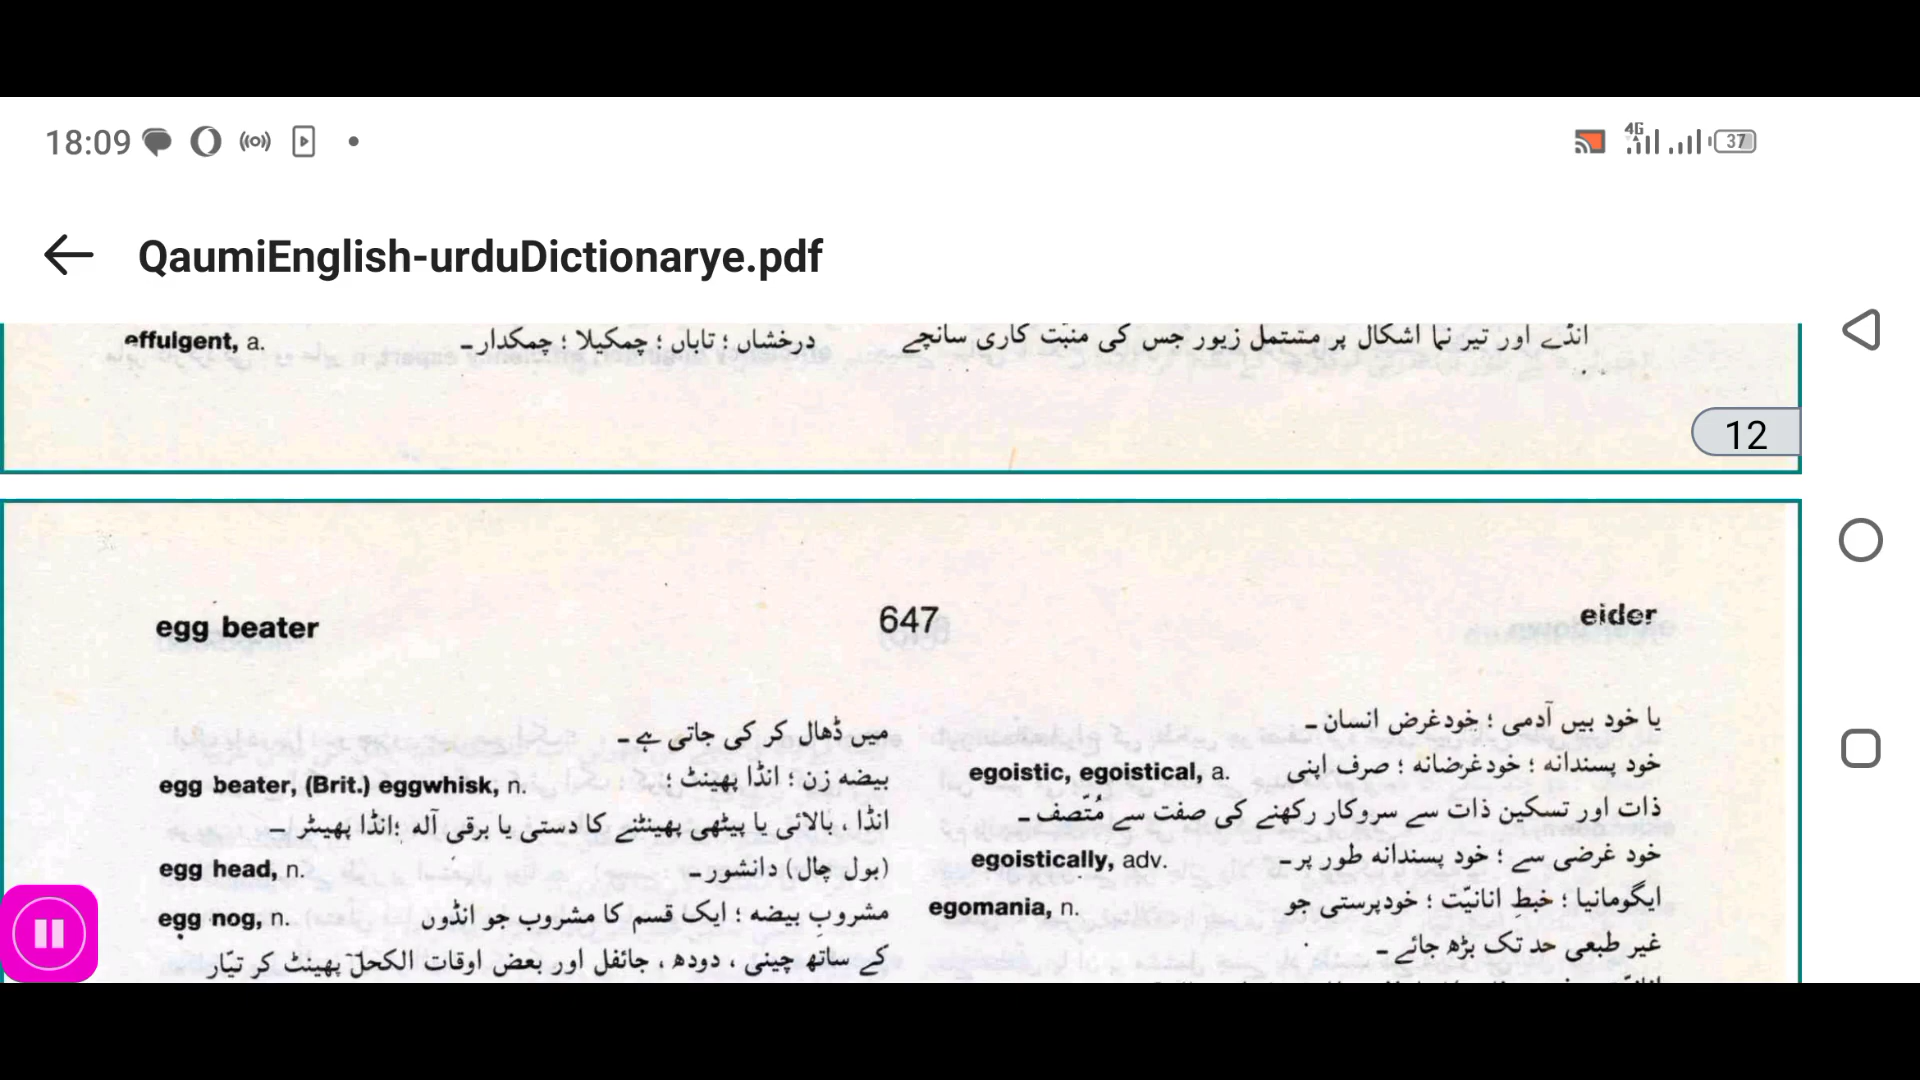 18:09
4G
37
QaumiEnglish-urduDictionarye.pdf
effulgent, a. درخشاں ؛ تاباں ؛ چمکیلا ؛ چمکدار ۔
انڈے اور تیر نما اشکال پر مشتمل زیور جس کی منبّت کاری سانچے
12
egg beater 647 eider
میں ڈھال کر کی جاتی ہے ۔
egg beater, (Brit.) eggwhisk, n. بیضہ زن ؛ انڈا پھینٹ ؛
انڈا ، بالائی یا پیٹھی پھینٹنے کا دستی یا برقی آلہ ؛ انڈا پھینٹر ۔
egg head, n. (بول چال) دانشور ۔
egg nog, n. مشروبِ بیضہ ؛ ایک قسم کا مشروب جو انڈوں
کے ساتھ چینی ، دودھ ، جائفل اور بعض اوقات الکحل پھینٹ کر تیّار
یا خود بیں آدمی ؛ خودغرض انسان ۔
egoistic, egoistical, a. خود پسندانہ ؛ خودغرضانہ ؛ صرف اپنی
ذات اور تسکین ذات سے سروکار رکھنے کی صفت سے مُتّصف ۔
egoistically, adv. خود غرضی سے ؛ خود پسندانہ طور پر ۔
egomania, n. ایگومانیا ؛ خبطِ انانیّت ؛ خودپرستی جو
غیر طبعی حد تک بڑھ جائے ۔